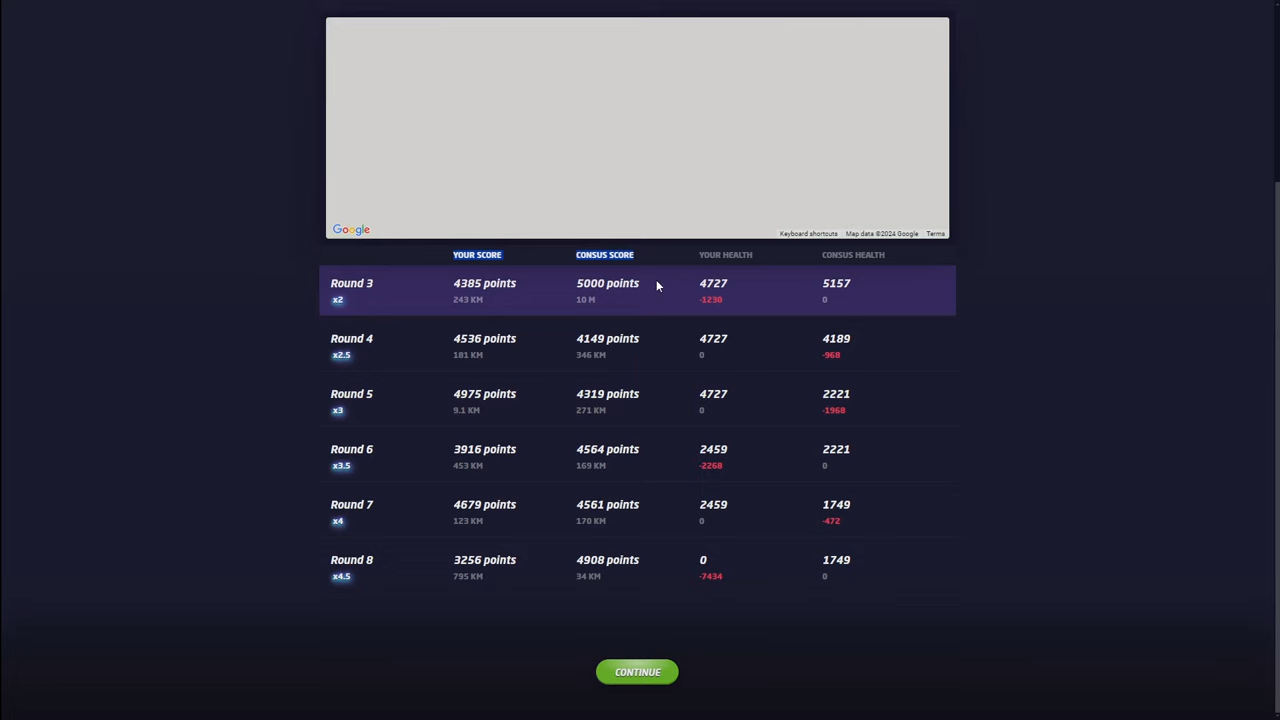 Google
Keyboard shortcuts Map data ©2024 Google Terms
YOUR SCORE CONSUS SCORE YOUR HEALTH CONSUS HEALTH
Round 3 4385 points 5000 points 4727 5157
x2 243 KM 10 M -1230 0
Round 4 4536 points 4149 points 4727 4189
x2.5 181 KM 346 KM 0 -968
Round 5 4975 points 4319 points 4727 2221
x3 9.1 KM 271 KM 0 -1968
Round 6 3916 points 4564 points 2459 2221
x3.5 453 KM 169 KM -2268 0
Round 7 4679 points 4561 points 2459 1749
x4 123 KM 170 KM 0 -472
Round 8 3256 points 4908 points 0 1749
x4.5 795 KM 34 KM -7434 0
CONTINUE